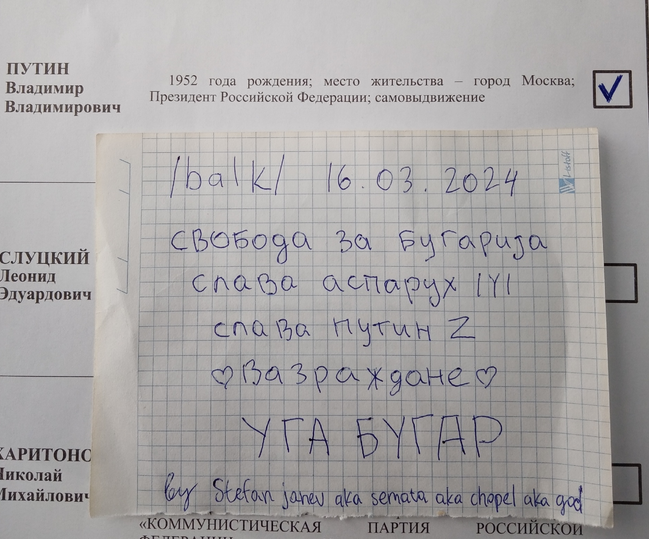 ПУТИН
Владимир
Владимирович
1952 года рождения; место жительства – город Москва;
Президент Российской Федерации; самовыдвижение
/balk/ 16.03.2024
СЛУЦКИЙ
Леонид
Эдуардович
свобода за бугарија
слава аспарух IYI
слава путин Z
♡Вазраждане♡
УГА БУГАР
by Stefan janev aka semata aka chopel aka god
ХАРИТОНО
Николай
Михайлович
«КОММУНИСТИЧЕСКАЯ ПАРТИЯ РОССИЙСКОЙ